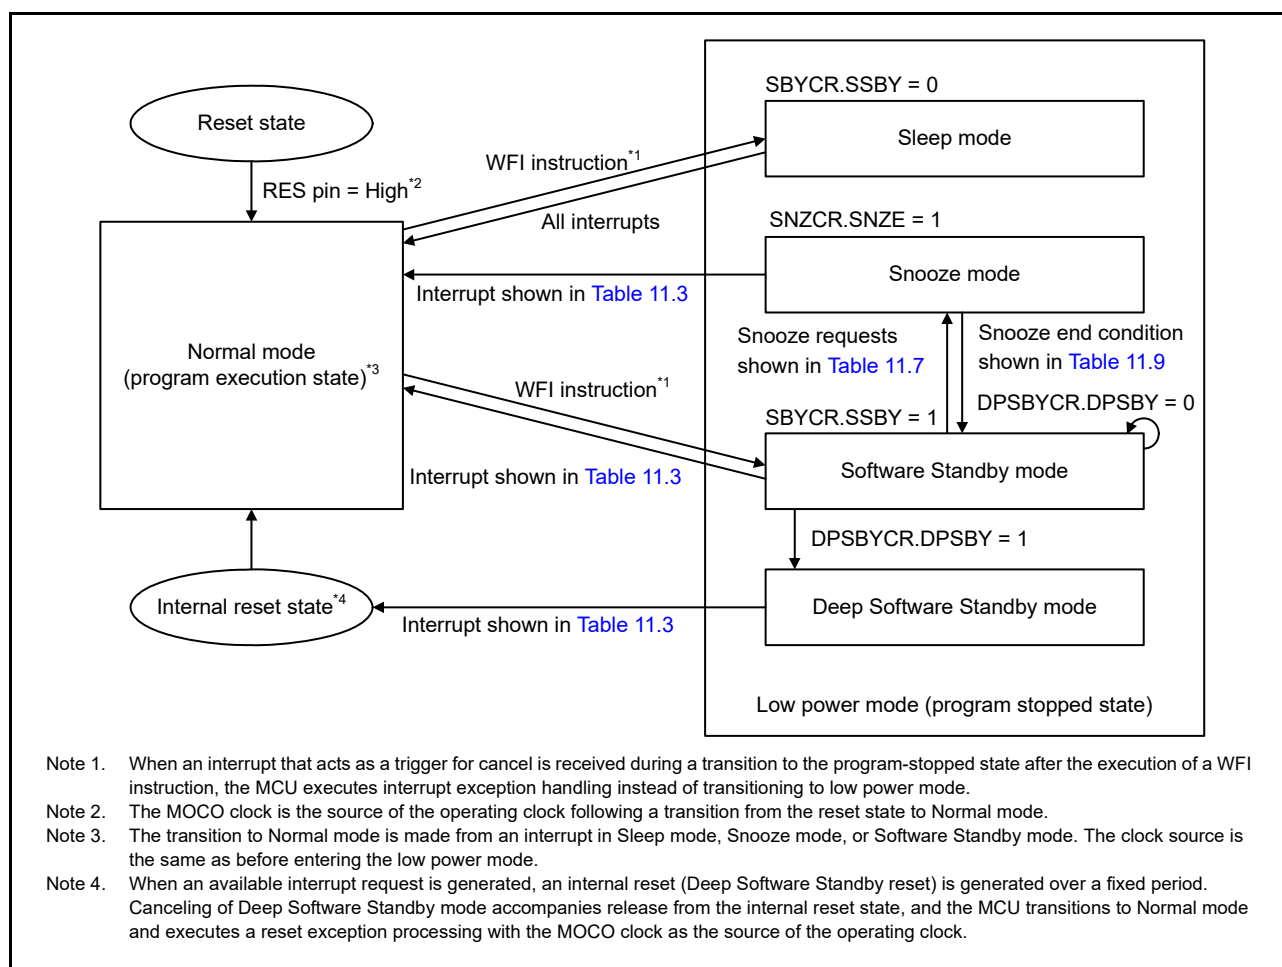 SBYCR.SSBY = 0
Reset state
Sleep mode
WFI instruction*1
RES pin = High*2
All interrupts
SNZCR.SNZE = 1
Snooze mode
Interrupt shown in Table 11.3
Snooze requests
shown in Table 11.7
Snooze end condition
shown in Table 11.9
Normal mode
(program execution state)*3
WFI instruction*1
DPSBYCR.DPSBY = 0
SBYCR.SSBY = 1
Software Standby mode
Interrupt shown in Table 11.3
DPSBYCR.DPSBY = 1
Internal reset state*4
Deep Software Standby mode
Interrupt shown in Table 11.3
Low power mode (program stopped state)
Note 1. When an interrupt that acts as a trigger for cancel is received during a transition to the program-stopped state after the execution of a WFI
instruction, the MCU executes interrupt exception handling instead of transitioning to low power mode.
Note 2. The MOCO clock is the source of the operating clock following a transition from the reset state to Normal mode.
Note 3. The transition to Normal mode is made from an interrupt in Sleep mode, Snooze mode, or Software Standby mode. The clock source is
the same as before entering the low power mode.
Note 4. When an available interrupt request is generated, an internal reset (Deep Software Standby reset) is generated over a fixed period.
Canceling of Deep Software Standby mode accompanies release from the internal reset state, and the MCU transitions to Normal mode
and executes a reset exception processing with the MOCO clock as the source of the operating clock.